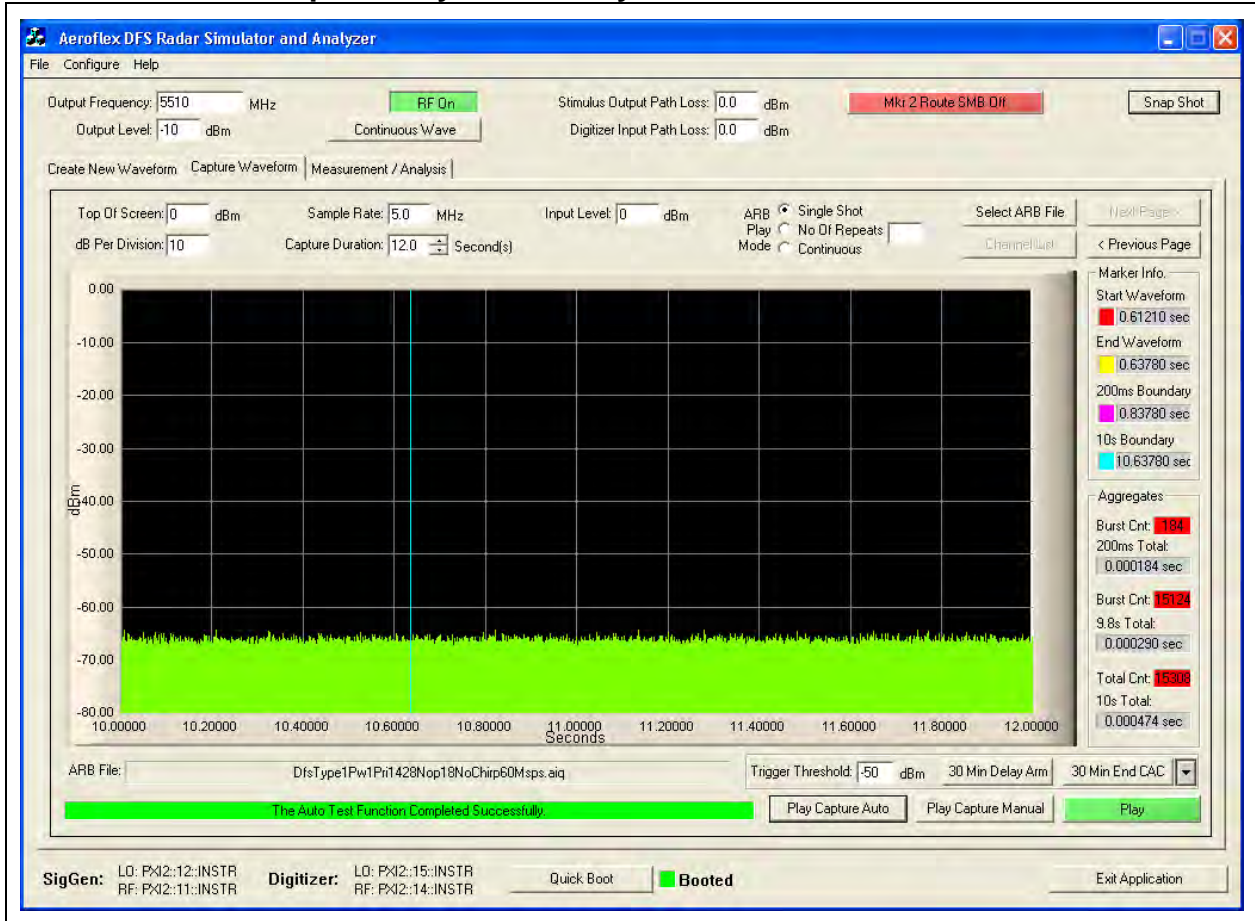 Aeroflex DFS Radar Simulator and Analyzer
File Configure Help
Output Frequency: 5510 MHz
RF On
Stimulus Output Path Loss: 0.0 dBm
Mkr 2 Route SMB Off
Snap Shot
Output Level: -10 dBm
Continuous Wave
Digitizer Input Path Loss: 0.0 dBm
Create New Waveform Capture Waveform Measurement / Analysis
Top Of Screen: 0 dBm
Sample Rate: 5.0 MHz
Input Level: 0 dBm
ARB Play Mode
Single Shot
No Of Repeats
Continuous
Select ARB File
Next Page >
dB Per Division: 10
Capture Duration: 12.0 Second(s)
Channel List
< Previous Page
0.00
-10.00
-20.00
-30.00
-40.00
-50.00
-60.00
-70.00
-80.00
dBm
10.00000 10.20000 10.40000 10.60000 10.80000 11.00000 11.20000 11.40000 11.60000 11.80000 12.00000
Seconds
Marker Info.
Start Waveform
0.61210 sec
End Waveform
0.63780 sec
200ms Boundary
0.83780 sec
10s Boundary
10.63780 sec
Aggregates
Burst Cnt: 184
200ms Total:
0.000184 sec
Burst Cnt: 15124
9.8s Total:
0.000290 sec
Total Cnt: 15308
10s Total:
0.000474 sec
ARB File: DfsType1Pw1Pri1428Nop18NoChirp60Msps.aiq
Trigger Threshold: -50 dBm
30 Min Delay Arm
30 Min End CAC
The Auto Test Function Completed Successfully.
Play Capture Auto
Play Capture Manual
Play
SigGen: LO: PXI2::12::INSTR
RF: PXI2::11::INSTR
Digitizer: LO: PXI2::15::INSTR
RF: PXI2::14::INSTR
Quick Boot
Booted
Exit Application